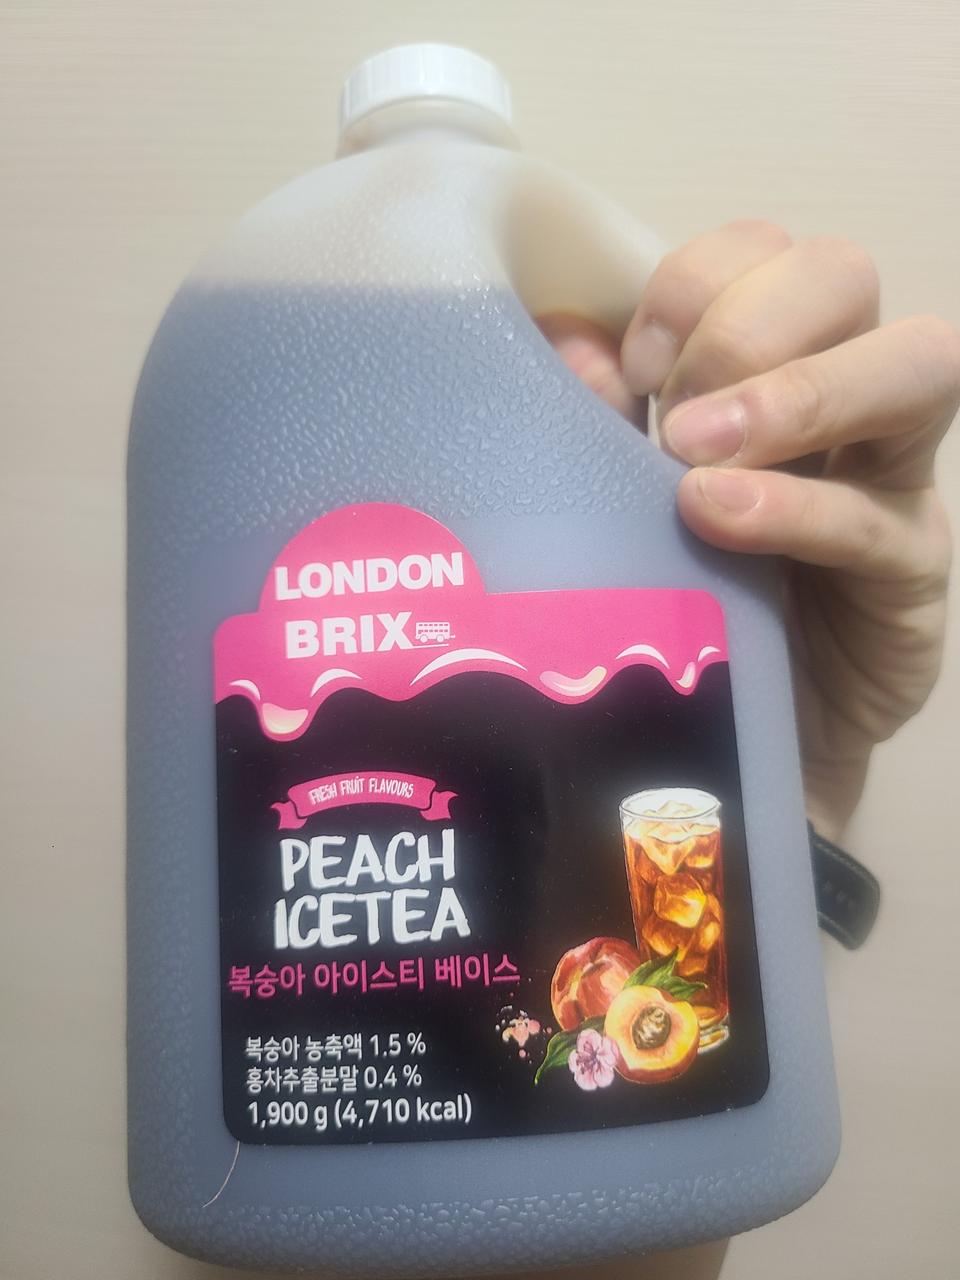 LONDON
BRIX
FRESH FRUIT FLAVOURS
PEACH
ICETEA
복숭아 아이스티 베이스
복숭아 농축액 1.5 %
홍차추출분말 0.4 %
1,900 g (4,710 kcal)